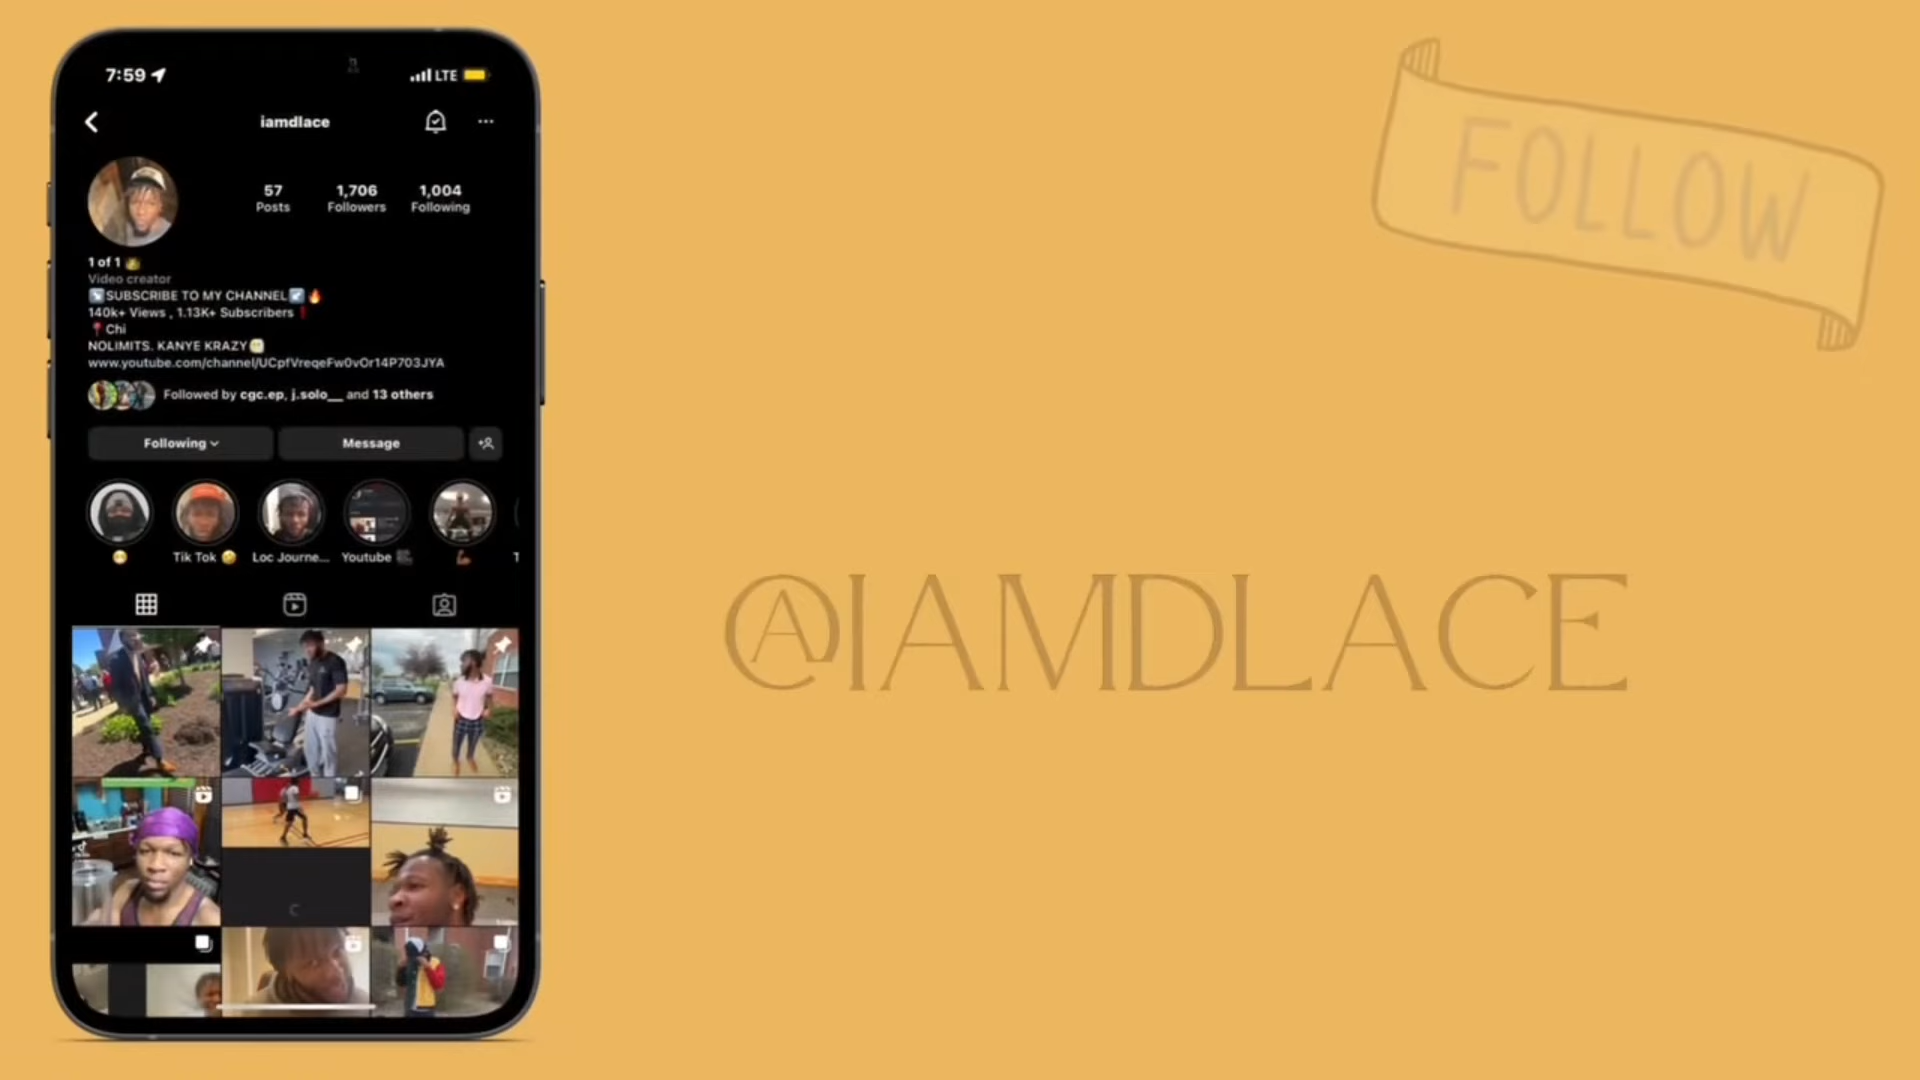 7:59
LTE
iamdlace
57
Posts
1,706
Followers
1,004
Following
1 of 1
Video creator
SUBSCRIBE TO MY CHANNEL
140k+ Views , 1.13K+ Subscribers
Chi
NOLIMITS. KANYE KRAZY
www.youtube.com/channel/UCpfVreqeFw0vOr14P703JYA
Followed by cgc.ep, j.solo__ and 13 others
Following
Message
Tik Tok
Loc Journe...
Youtube
FOLLOW
@IAMDLACE